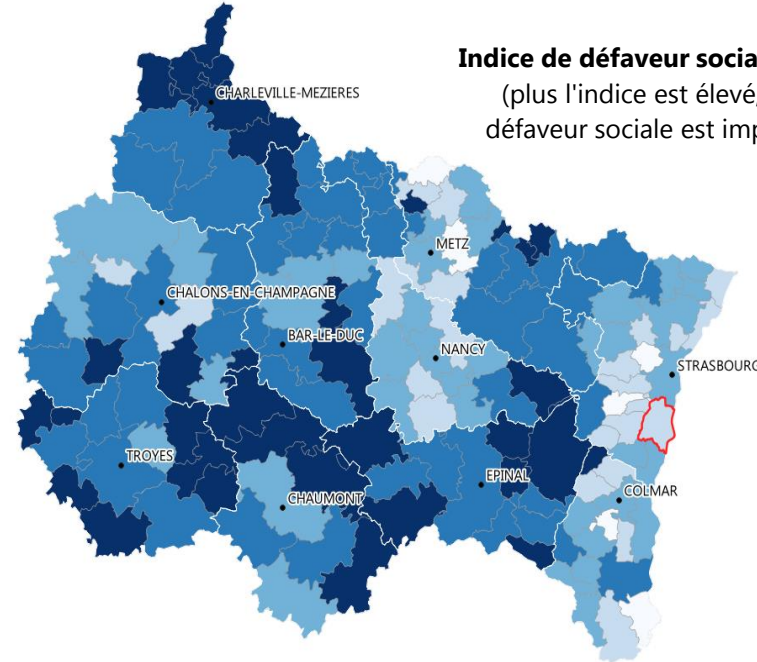 Indice de défaveur socia
(plus l'indice est élevé,
défaveur sociale est imp
CHARLEVILLE-MEZIERES
METZ
CHALONS-EN-CHAMPAGNE
BAR-LE-DUC
NANCY
STRASBOURG
TROYES
EPINAL
CHAUMONT
COLMAR